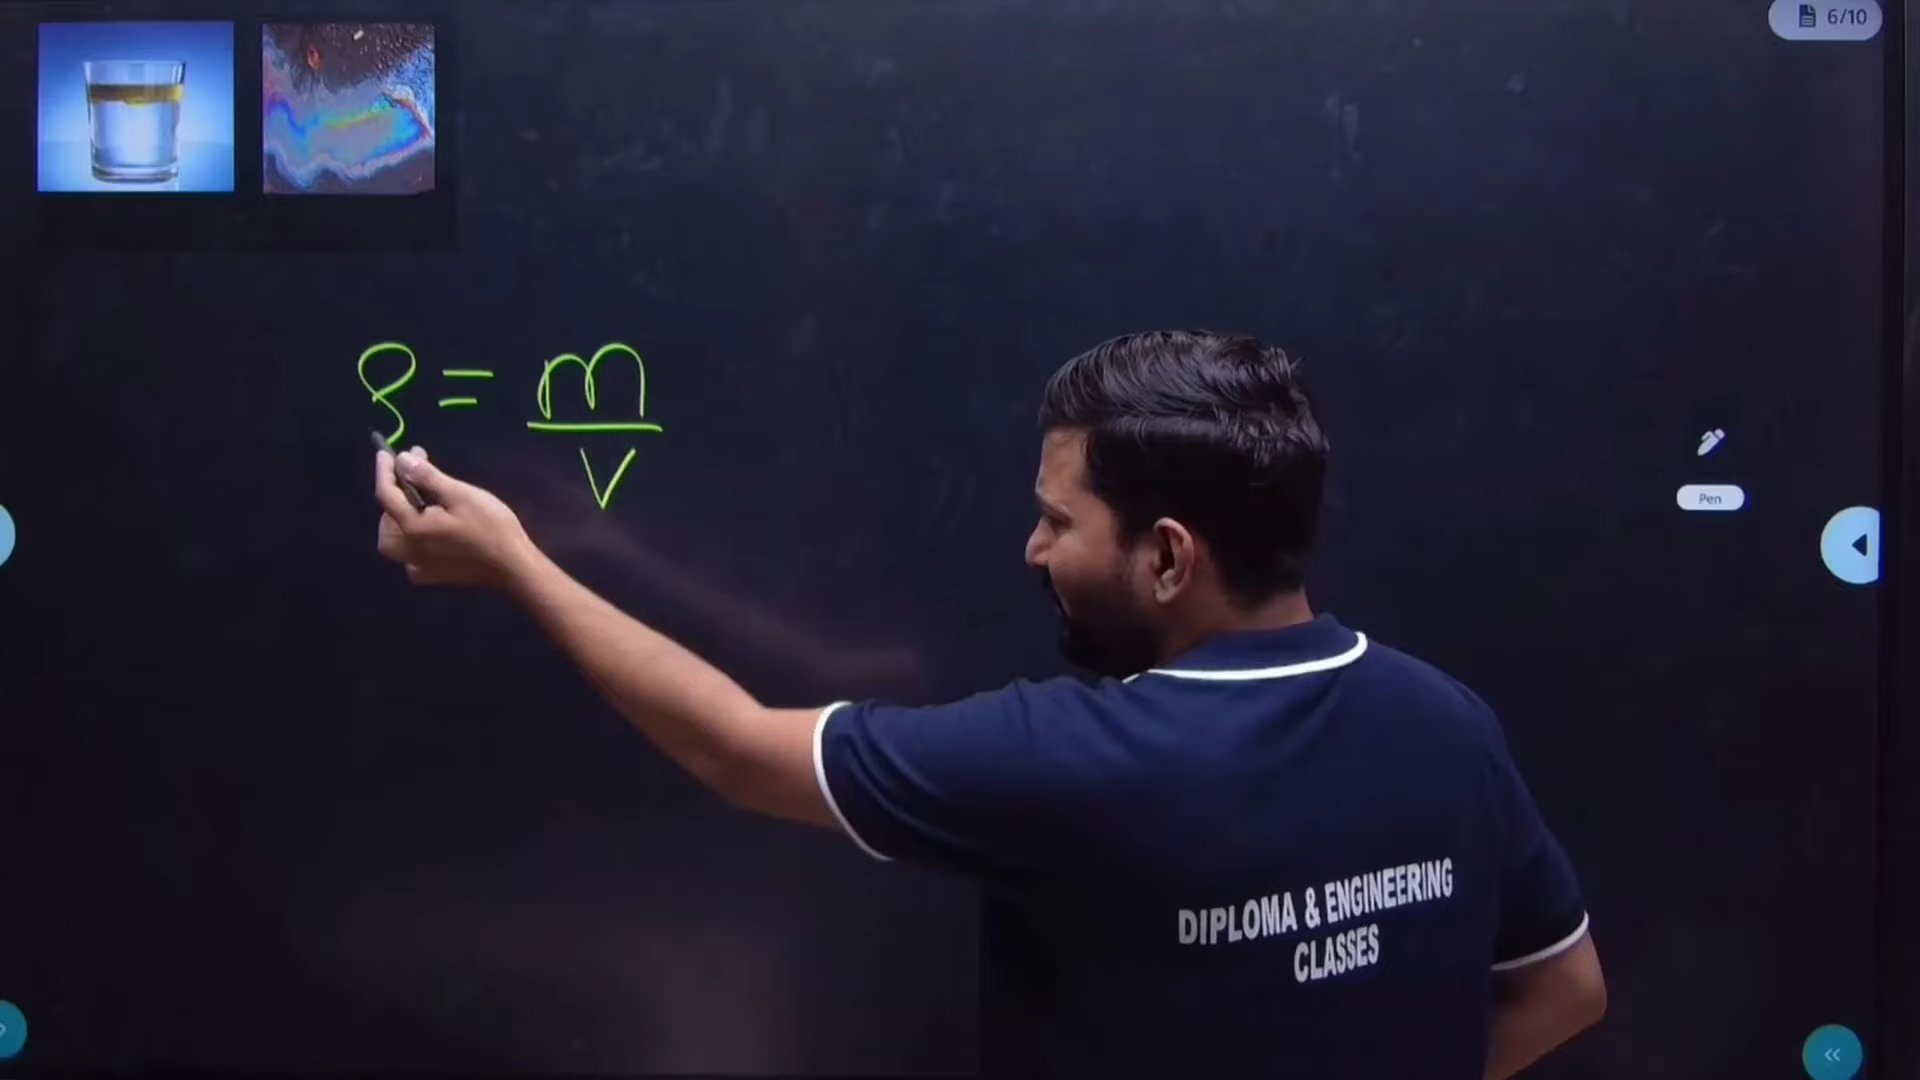 6/10
ρ = m
V
Pen
DIPLOMA & ENGINEERING
CLASSES